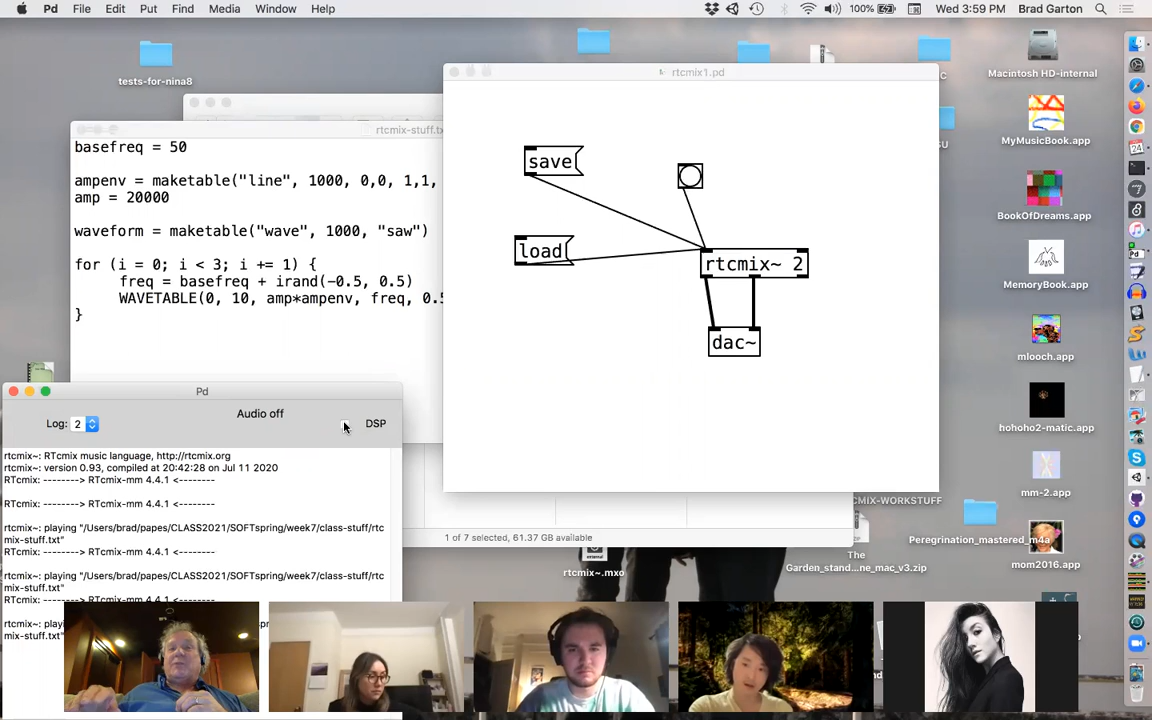 Pd File Edit Put Find Media Window Help
100% Wed 3:59 PM Brad Garton
tests-for-nina8
Macintosh HD-internal
MyMusicBook.app
BookOfDreams.app
MemoryBook.app
mlooch.app
hohoho2-matic.app
mm-2.app
mom2016.app
rtcmix-stuff.tx
basefreq = 50
ampenv = maketable("line", 1000, 0,0, 1,1,
amp = 20000
waveform = maketable("wave", 1000, "saw")
for (i = 0; i < 3; i += 1) {
freq = basefreq + irand(-0.5, 0.5)
WAVETABLE(0, 10, amp*ampenv, freq, 0.5
}
rtcmix1.pd
save
load
rtcmix~ 2
dac~
Pd
Audio off
Log: 2
DSP
rtcmix~: RTcmix music language, http://rtcmix.org
rtcmix~: version 0.93, compiled at 20:42:28 on Jul 11 2020
RTcmix: --------> RTcmix-mm 4.4.1 <--------
RTcmix: --------> RTcmix-mm 4.4.1 <--------
rtcmix~: playing "/Users/brad/papes/CLASS2021/SOFTspring/week7/class-stuff/rtc
mix-stuff.txt"
RTcmix: --------> RTcmix-mm 4.4.1 <--------
rtcmix~: playing "/Users/brad/papes/CLASS2021/SOFTspring/week7/class-stuff/rtc
mix-stuff.txt"
RTcmix: --------> RTcmix-mm 4.4.1 <--------
mix-stuff.txt"
1 of 7 selected, 61.37 GB available
rtcmix~.mxo
CMIX-WORKSTUFF
The
Garden_stand...ne_mac_v3.zip
Peregrination_mastered_m4a